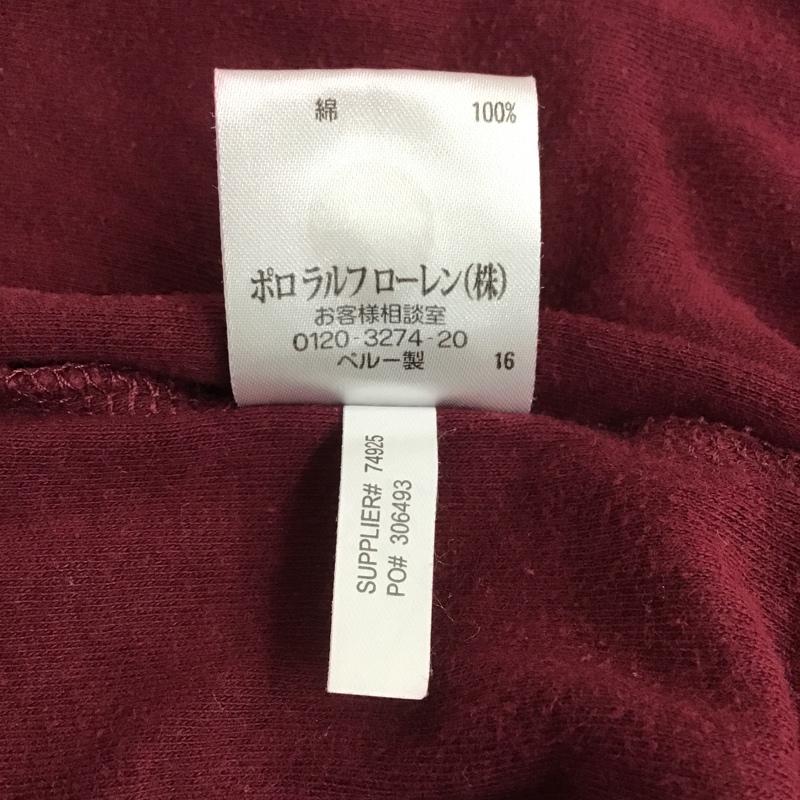 綿 100%
ポロ ラルフ ローレン(株)
お客様相談室
0120-3274-20
ペルー製 16
SUPPLIER# 74925
PO# 306493